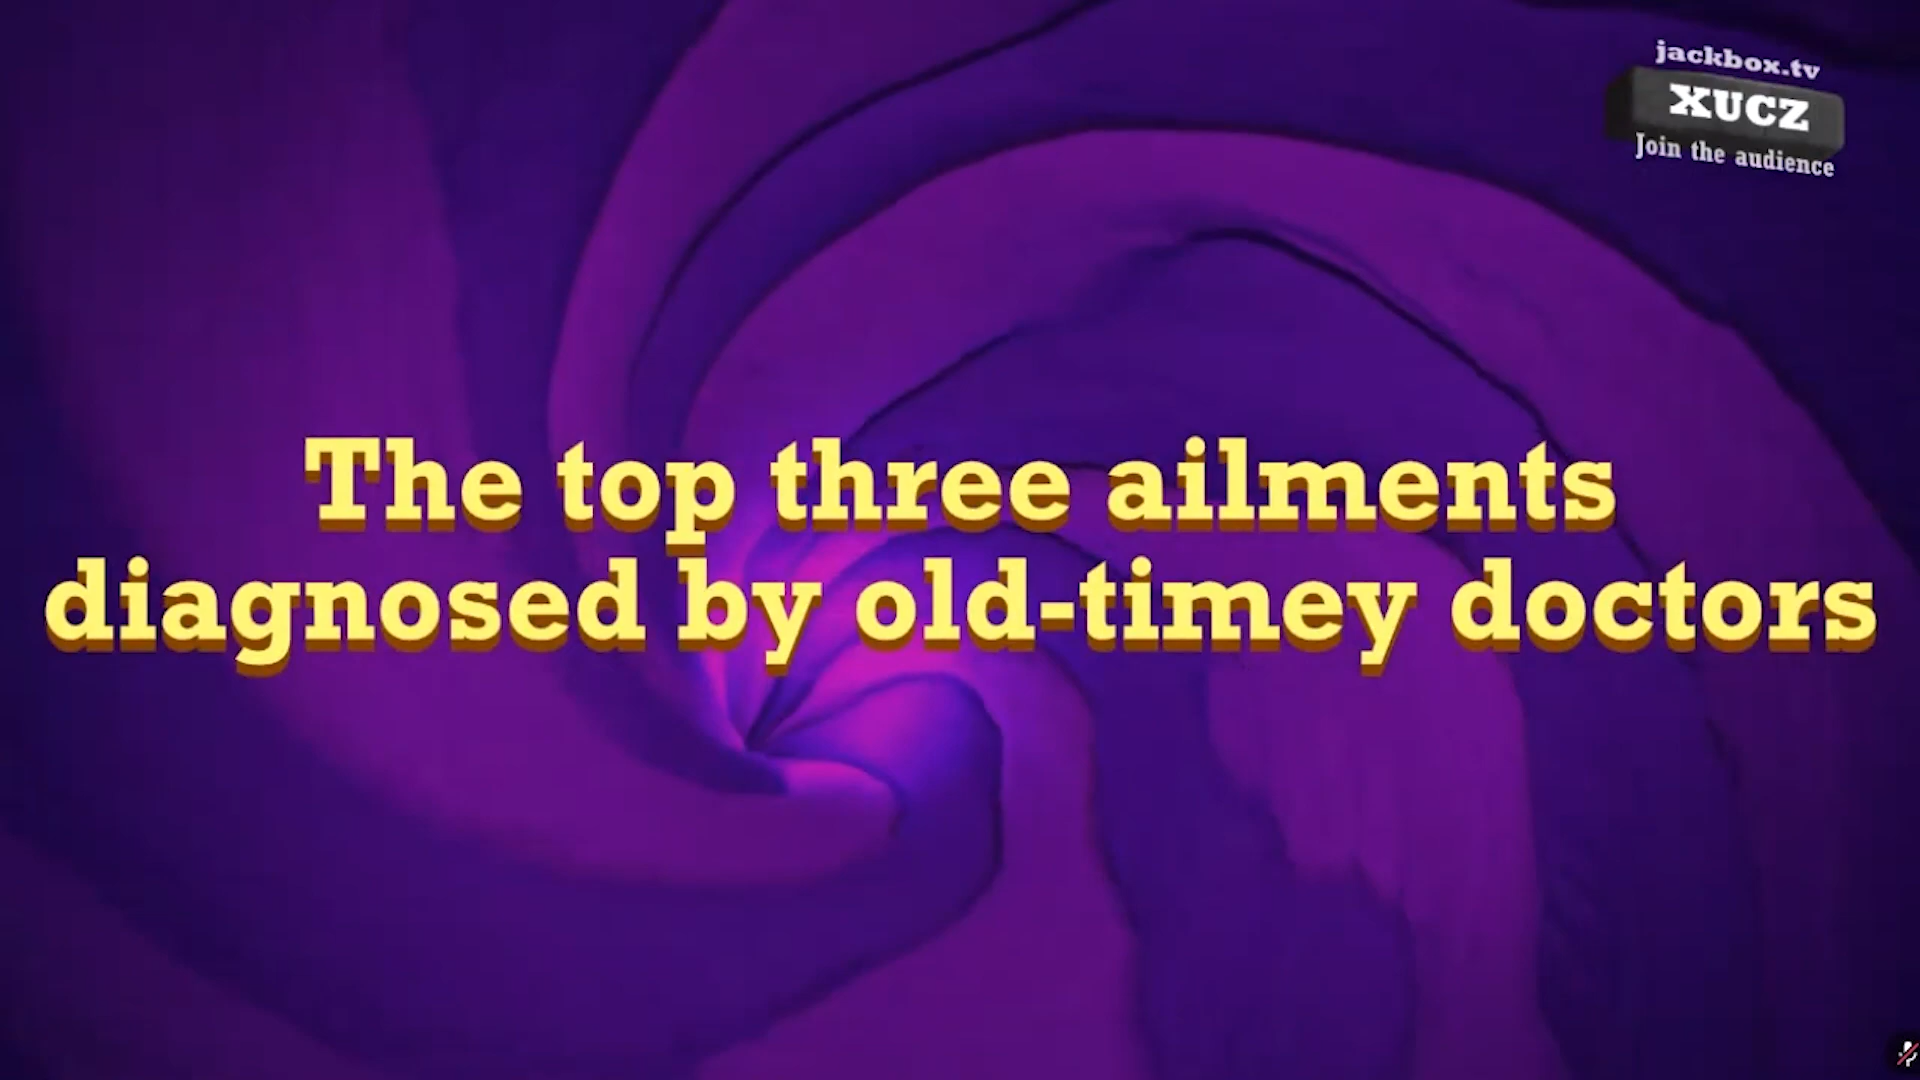 jackbox.tv
XUCZ
Join the audience
The top three ailments
diagnosed by old-timey doctors